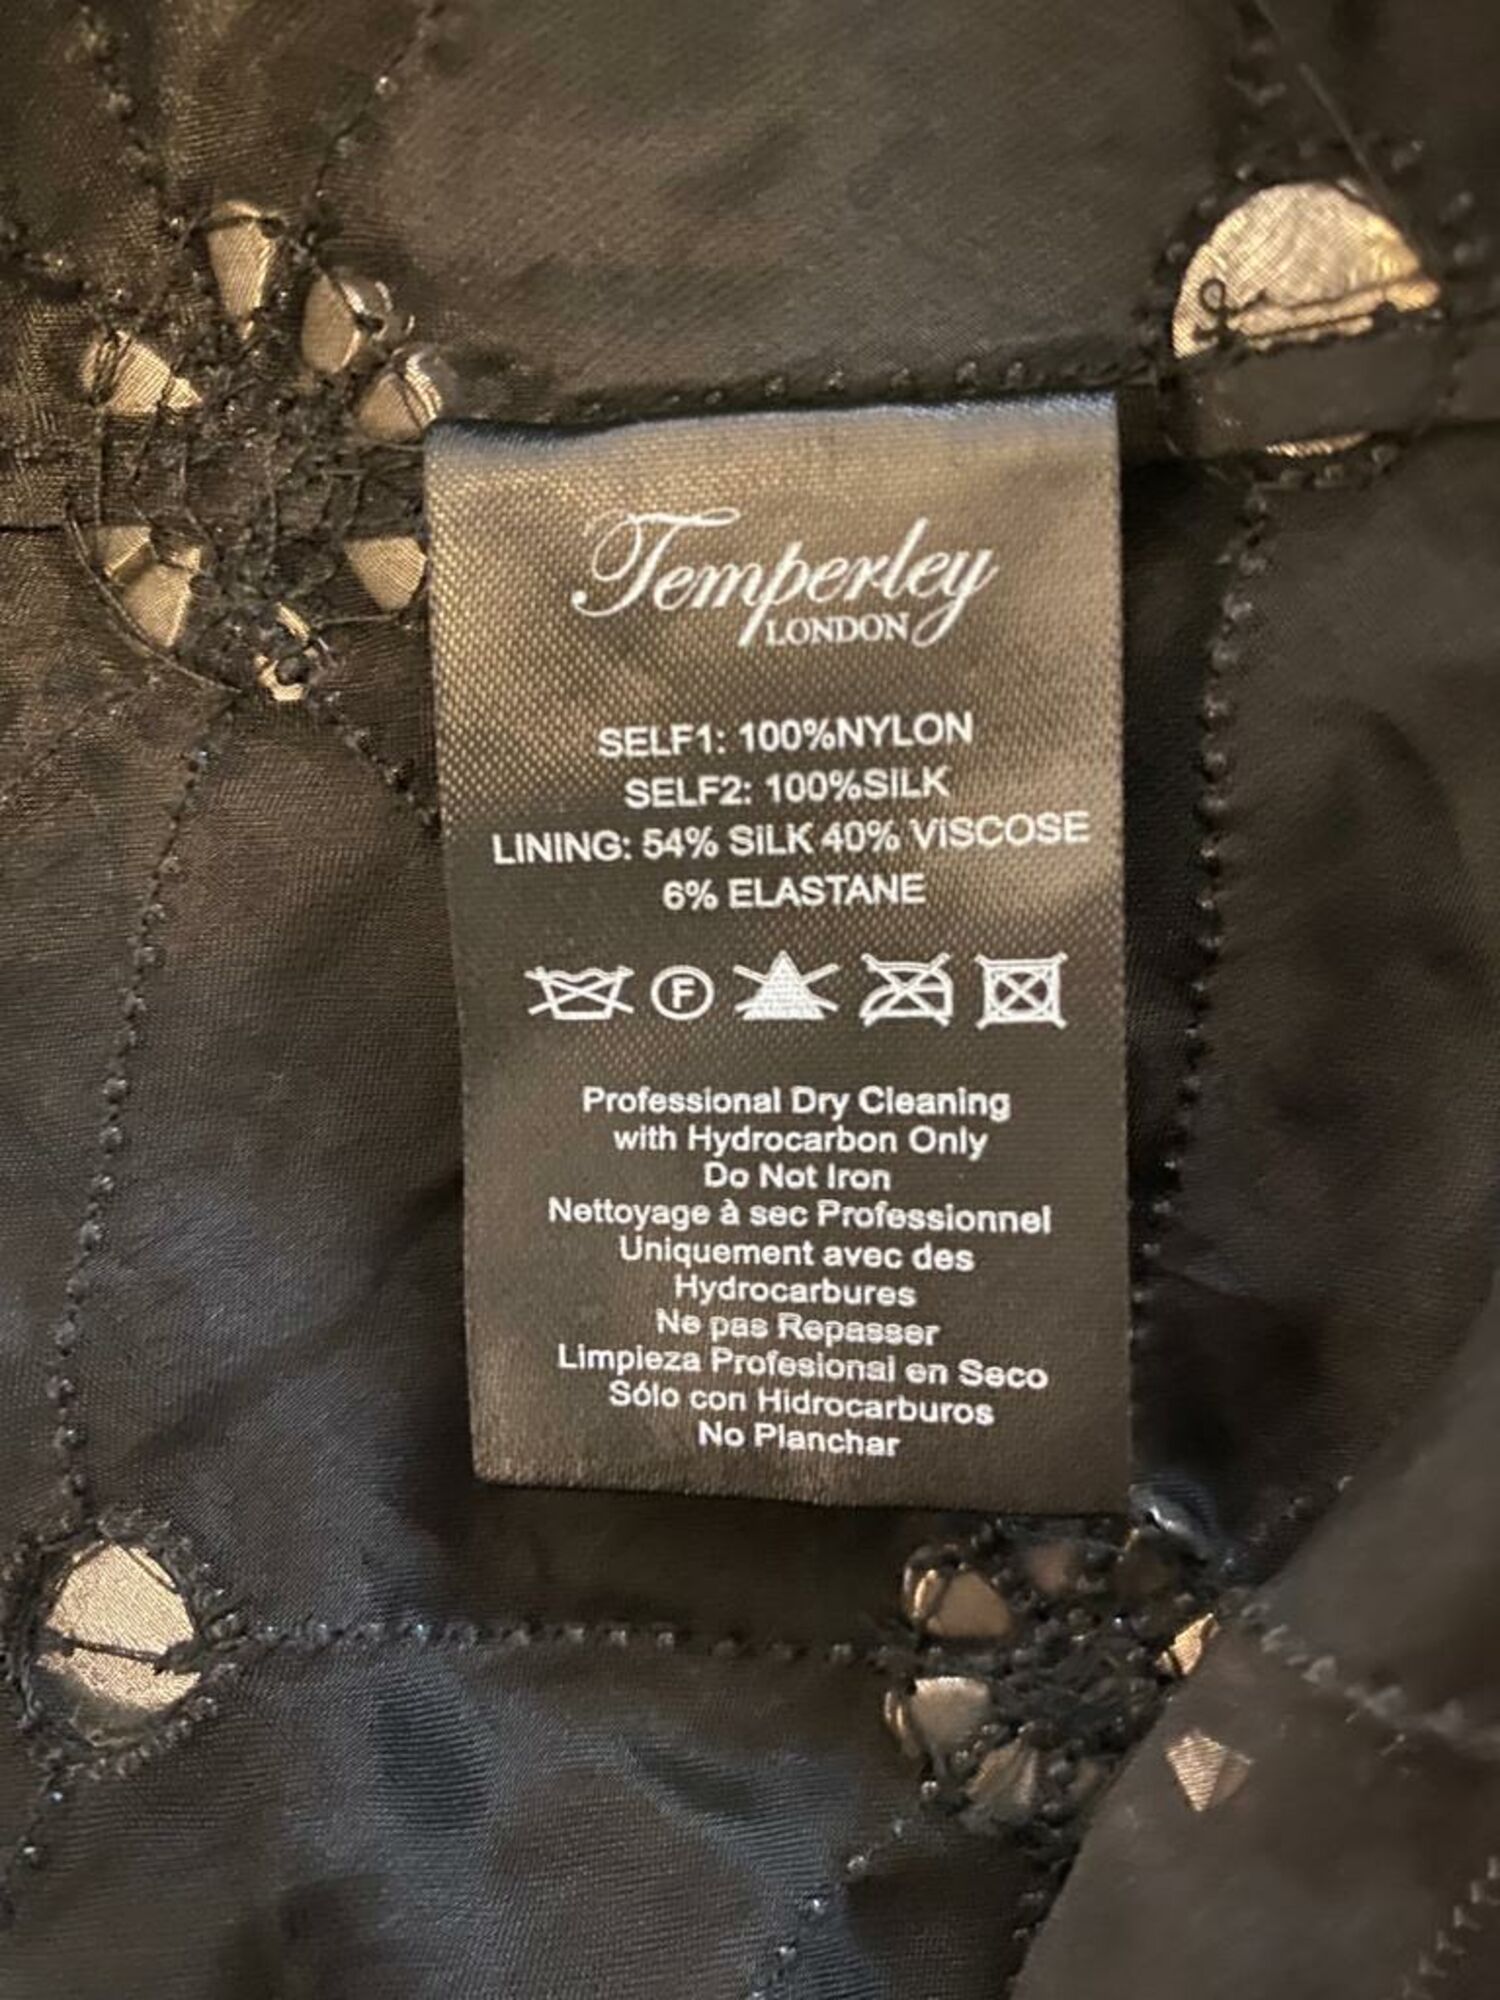 Temperley
LONDON
SELF1: 100%NYLON
SELF2: 100%SILK
LINING: 54% SiLK 40% ViSCOSE
6% ELASTANE
F
Professional Dry Cleaning
with Hydrocarbon Only
Do Not Iron
Nettoyage à sec Professionnel
Uniquement avec des
Hydrocarbures
Ne pas Repasser
Limpieza Profesional en Seco
Sólo con Hidrocarburos
No Planchar